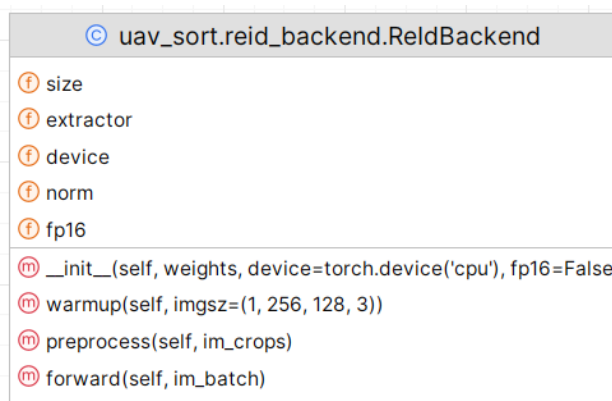 © uav_sort.reid_backend.ReIdBackend
f size
f extractor
f device
f norm
f fp16
m __init__(self, weights, device=torch.device('cpu'), fp16=False
m warmup(self, imgsz=(1, 256, 128, 3))
m preprocess(self, im_crops)
m forward(self, im_batch)